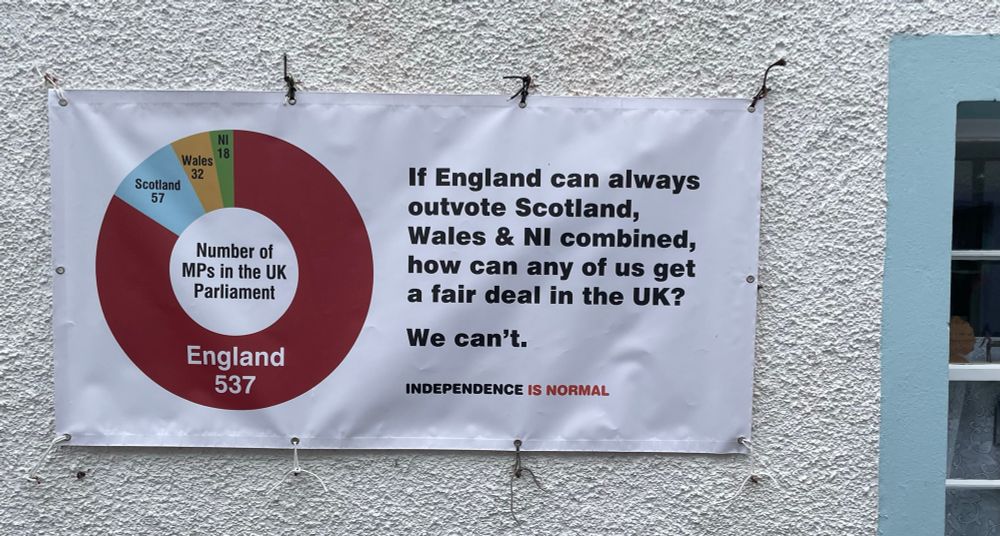 NI
18
Wales
32
Scotland
57
Number of
MPs in the UK
Parliament
England
537
If England can always
outvote Scotland,
Wales & NI combined,
how can any of us get
a fair deal in the UK?
We can't.
INDEPENDENCE IS NORMAL